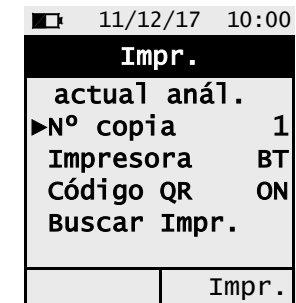 11/12/17 10:00
Impr.
actual anál.
►Nº copia 1
Impresora BT
Código QR ON
Buscar Impr.
Impr.